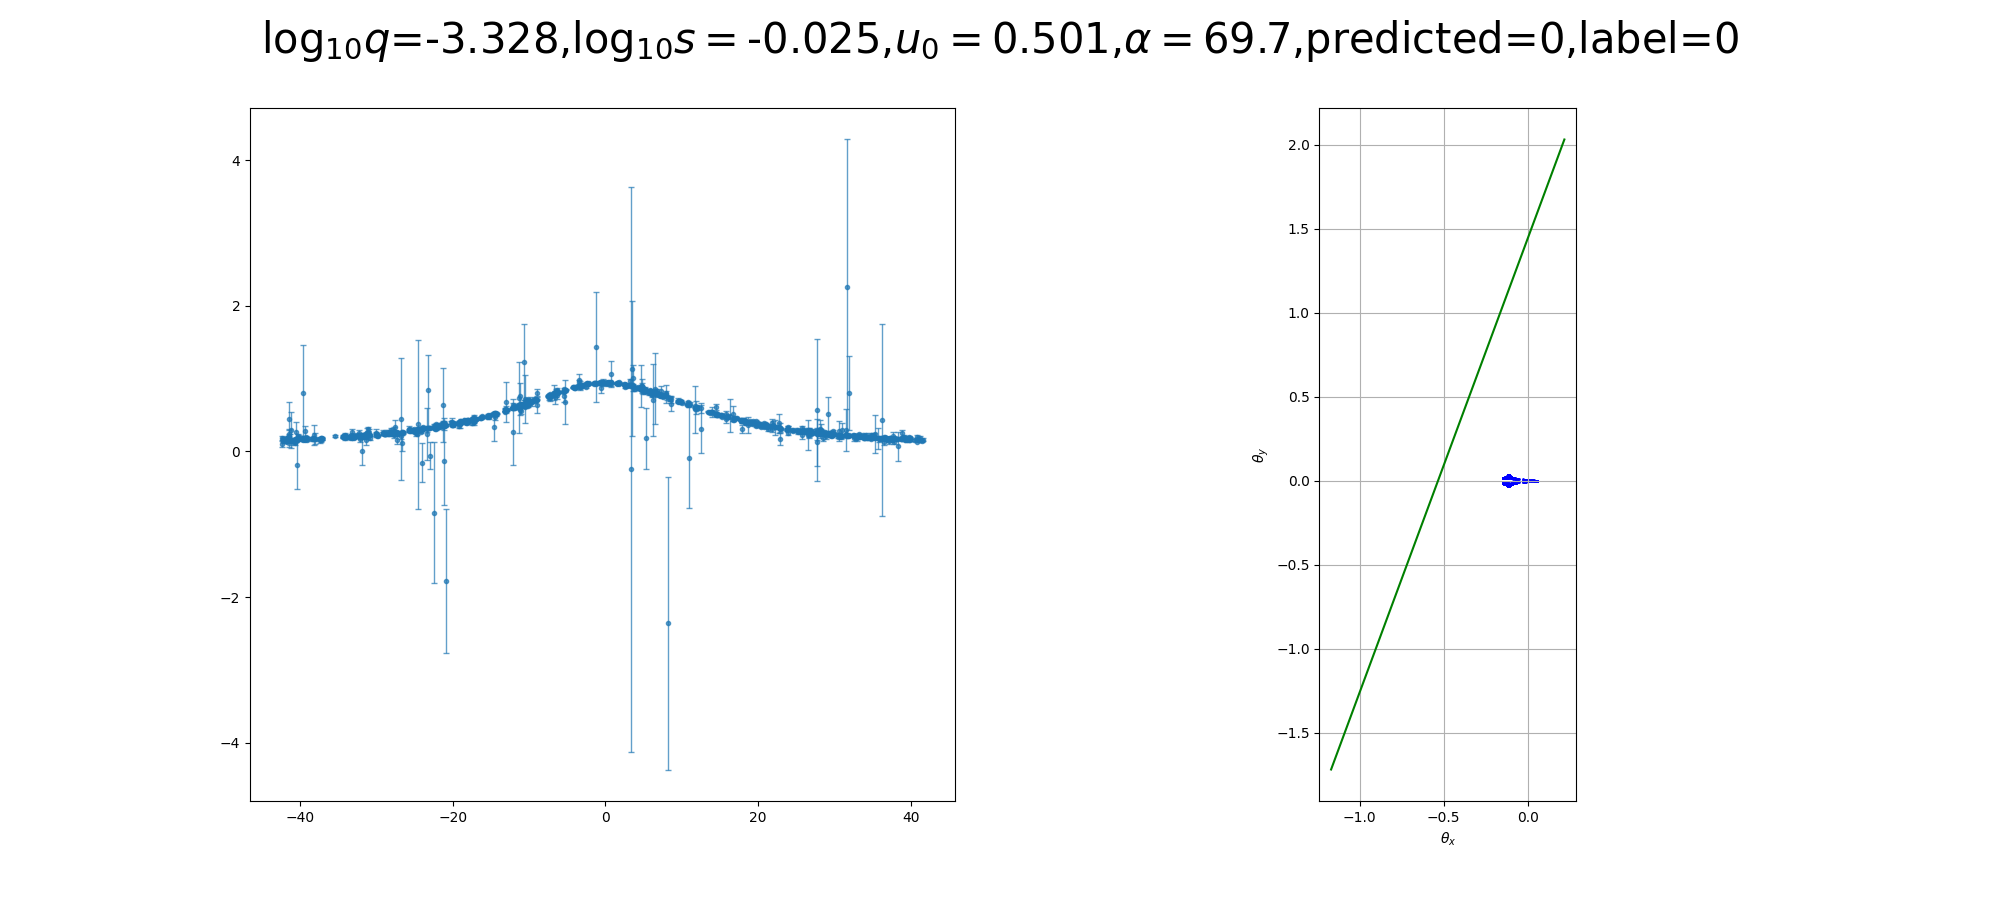 log₁₀q=-3.328,log₁₀s = -0.025,u₀ = 0.501,α = 69.7,predicted=0,label=0
4
2
0
−2
−4
−40 −20 0 20 40
2.0
1.5
1.0
0.5
0.0
−0.5
−1.0
−1.5
θy
−1.0 −0.5 0.0
θx